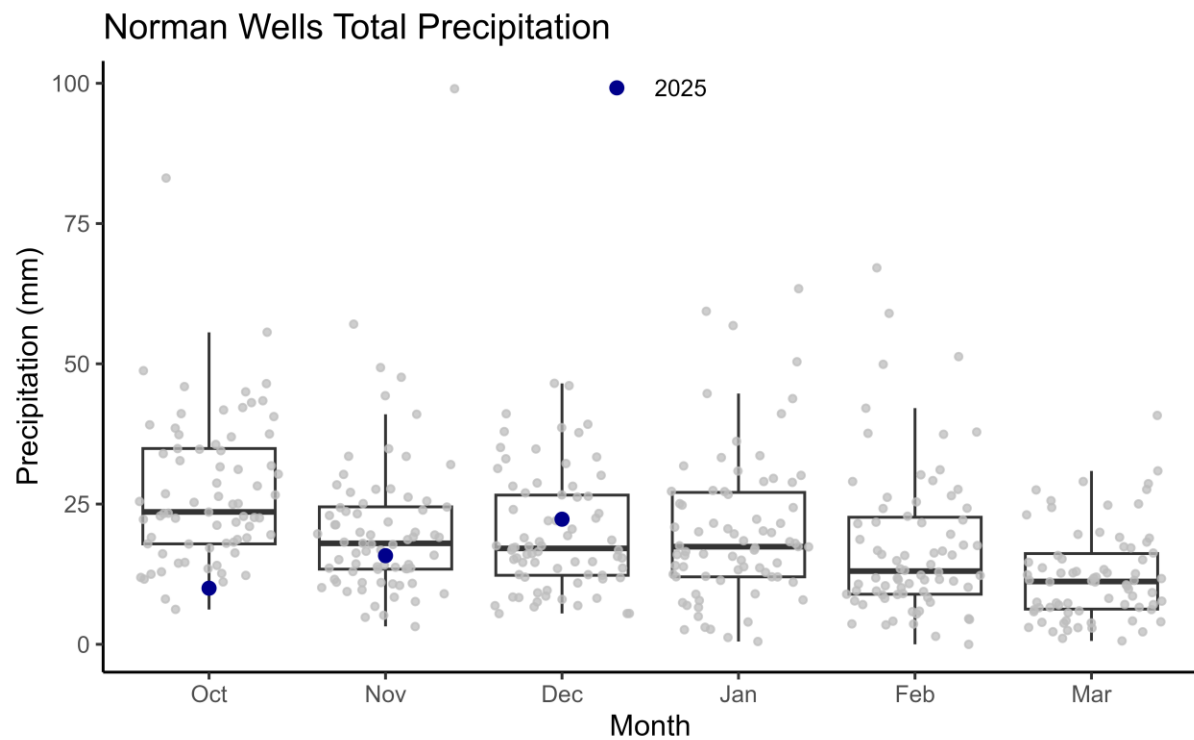 Norman Wells Total Precipitation
2025
Precipitation (mm)
100
75
50
25
0
Oct Nov Dec Jan Feb Mar
Month